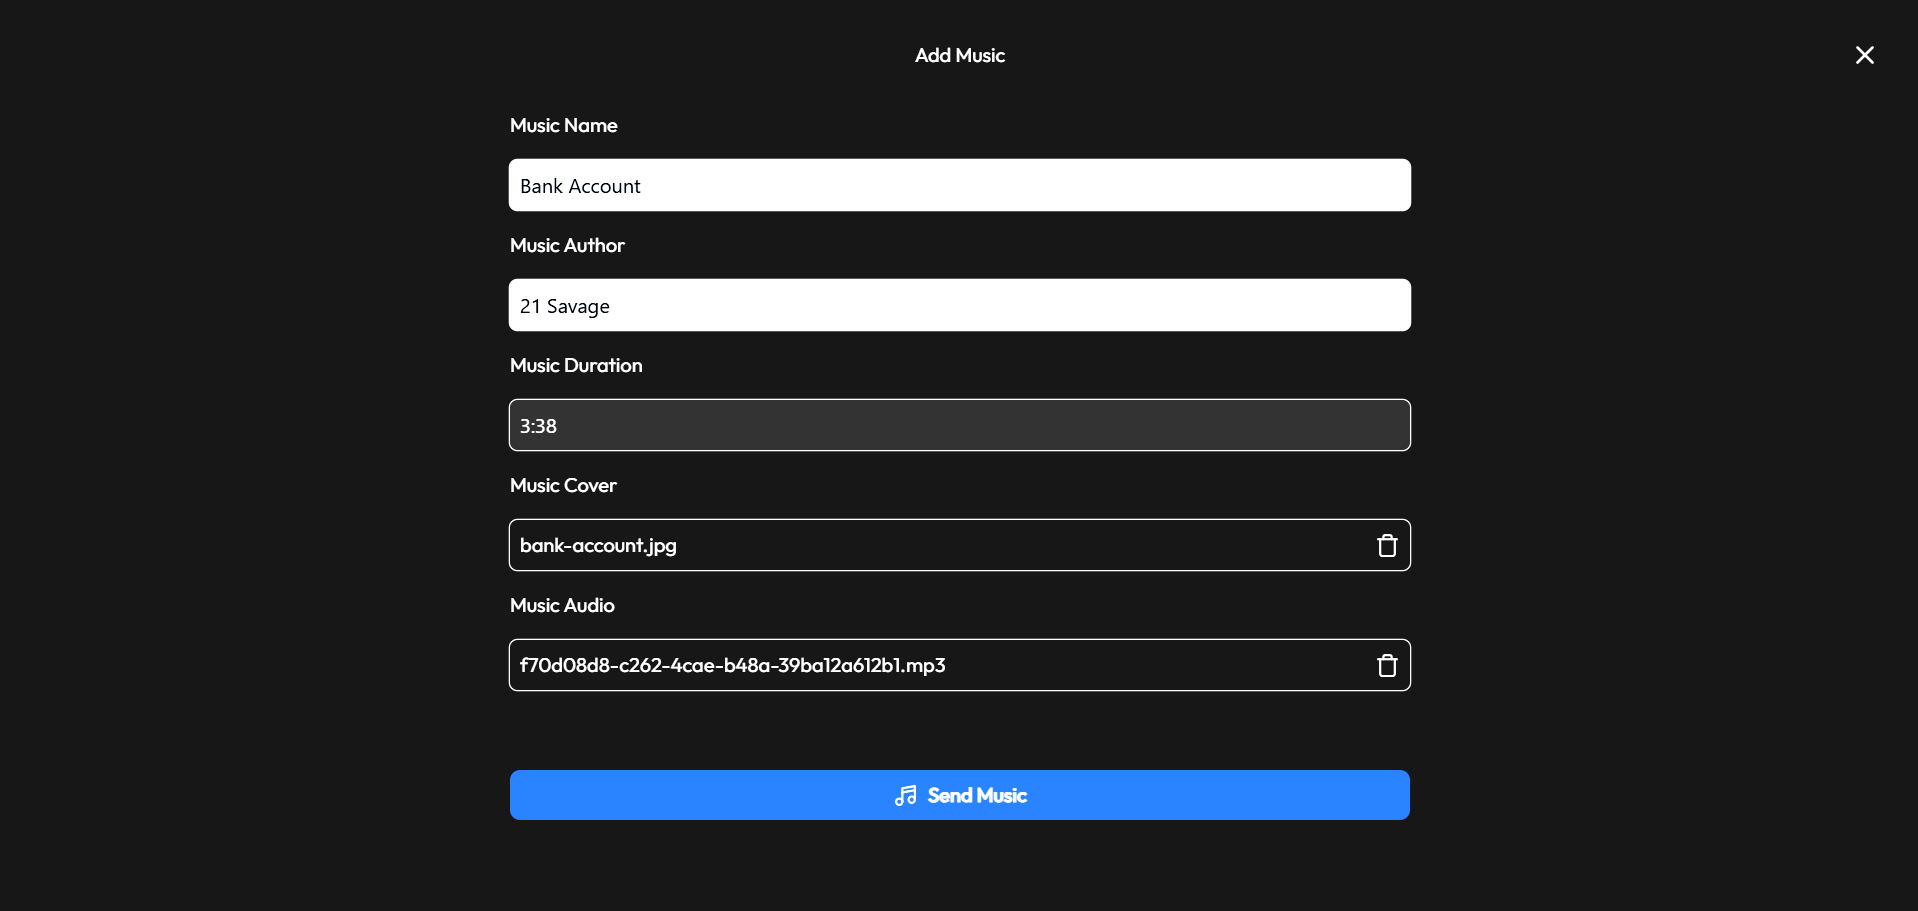 Add Music
Music Name
Bank Account
Music Author
21 Savage
Music Duration
3:38
Music Cover
bank-account.jpg
Music Audio
f70d08d8-c262-4cae-b48a-39ba12a612b1.mp3
Send Music